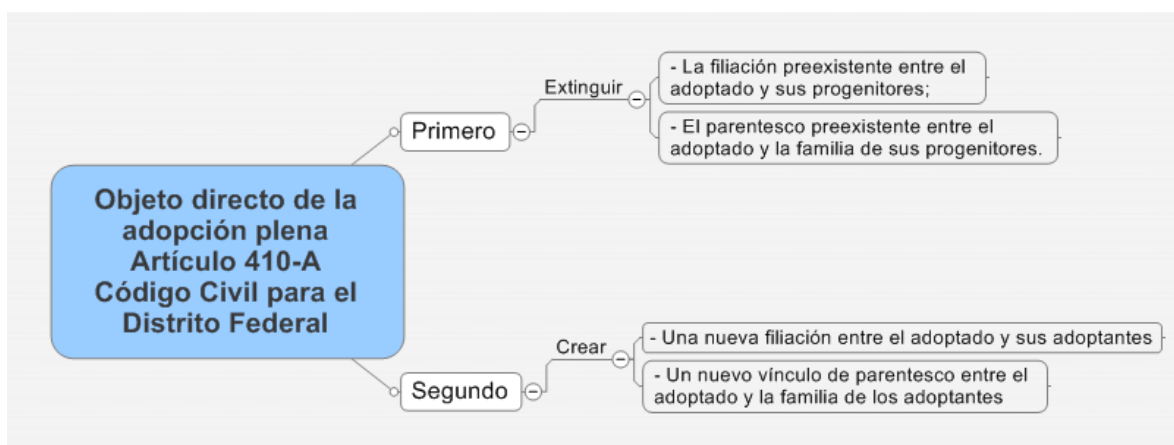 Objeto directo de la
adopción plena
Artículo 410-A
Código Civil para el
Distrito Federal
Primero
Extinguir
- La filiación preexistente entre el
adoptado y sus progenitores;
- El parentesco preexistente entre el
adoptado y la familia de sus progenitores.
Segundo
Crear
- Una nueva filiación entre el adoptado y sus adoptantes
- Un nuevo vínculo de parentesco entre el
adoptado y la familia de los adoptantes